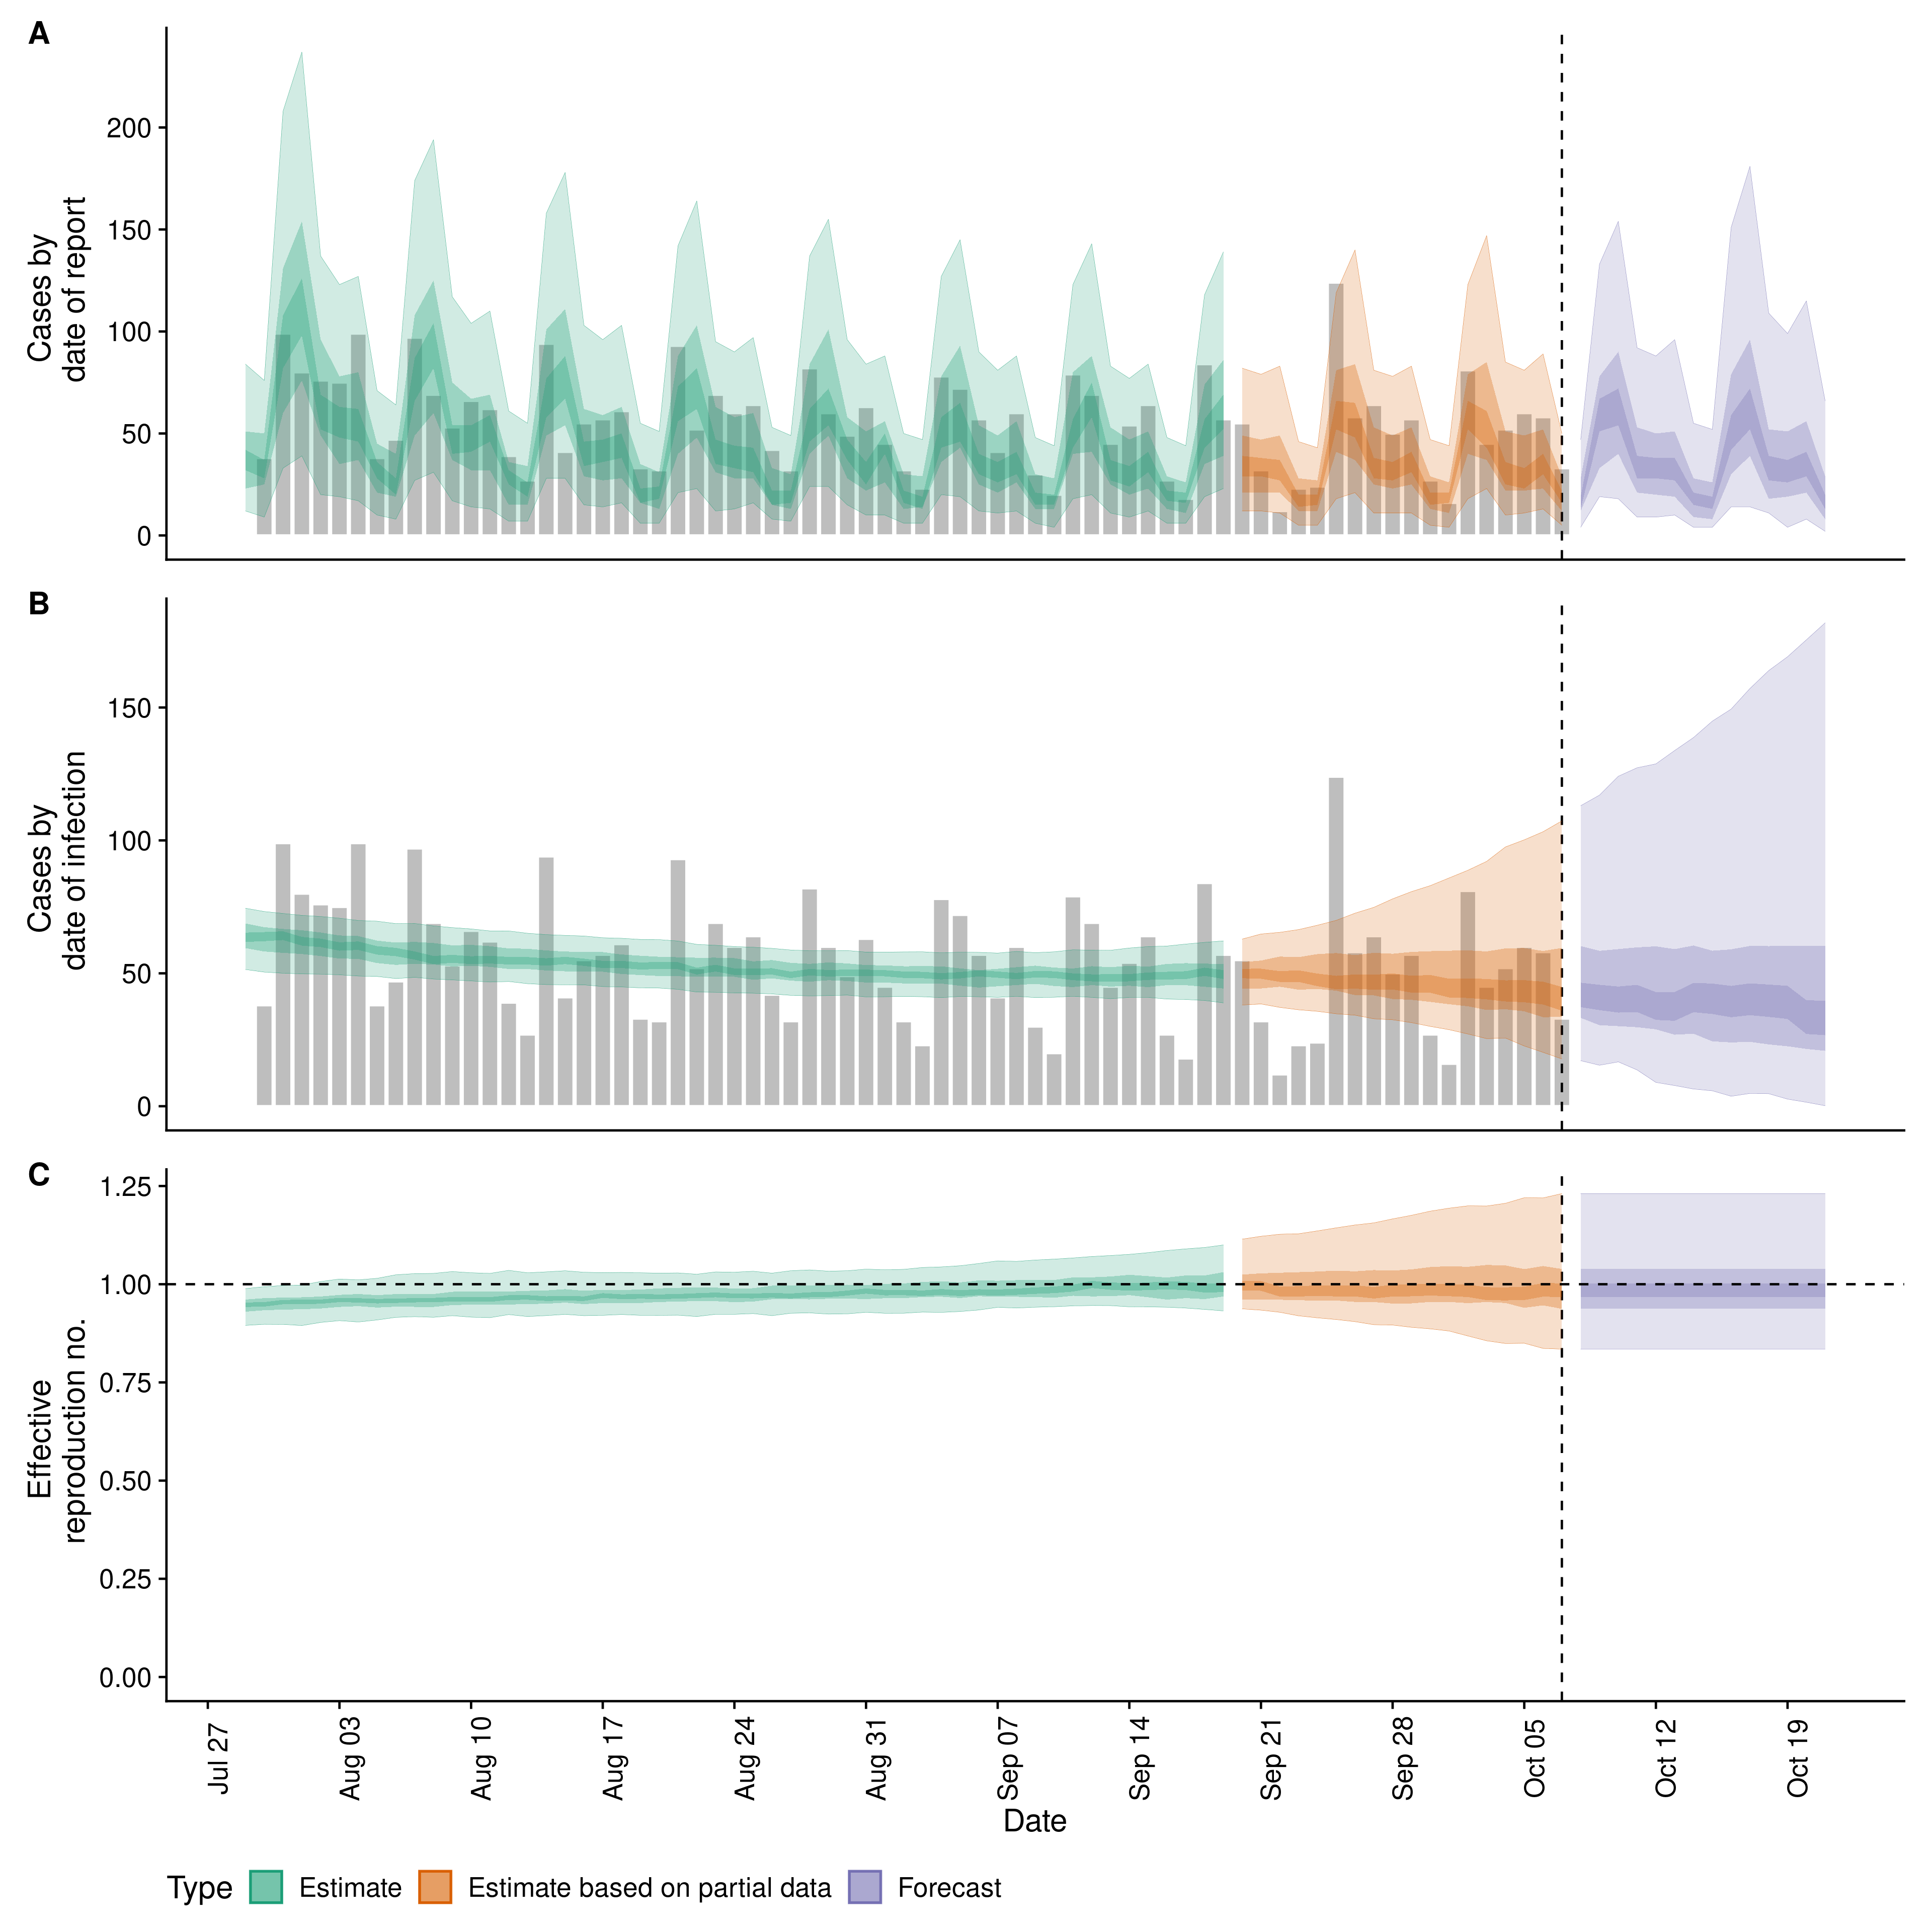 A
Cases by
date of report
200
150
100
50
0
B
Cases by
date of infection
150
100
50
0
C
Effective
reproduction no.
1.25
1.00
0.75
0.50
0.25
0.00
Jul 27
Aug 03
Aug 10
Aug 17
Aug 24
Aug 31
Sep 07
Sep 14
Sep 21
Sep 28
Oct 05
Oct 12
Oct 19
Date
Type Estimate Estimate based on partial data Forecast